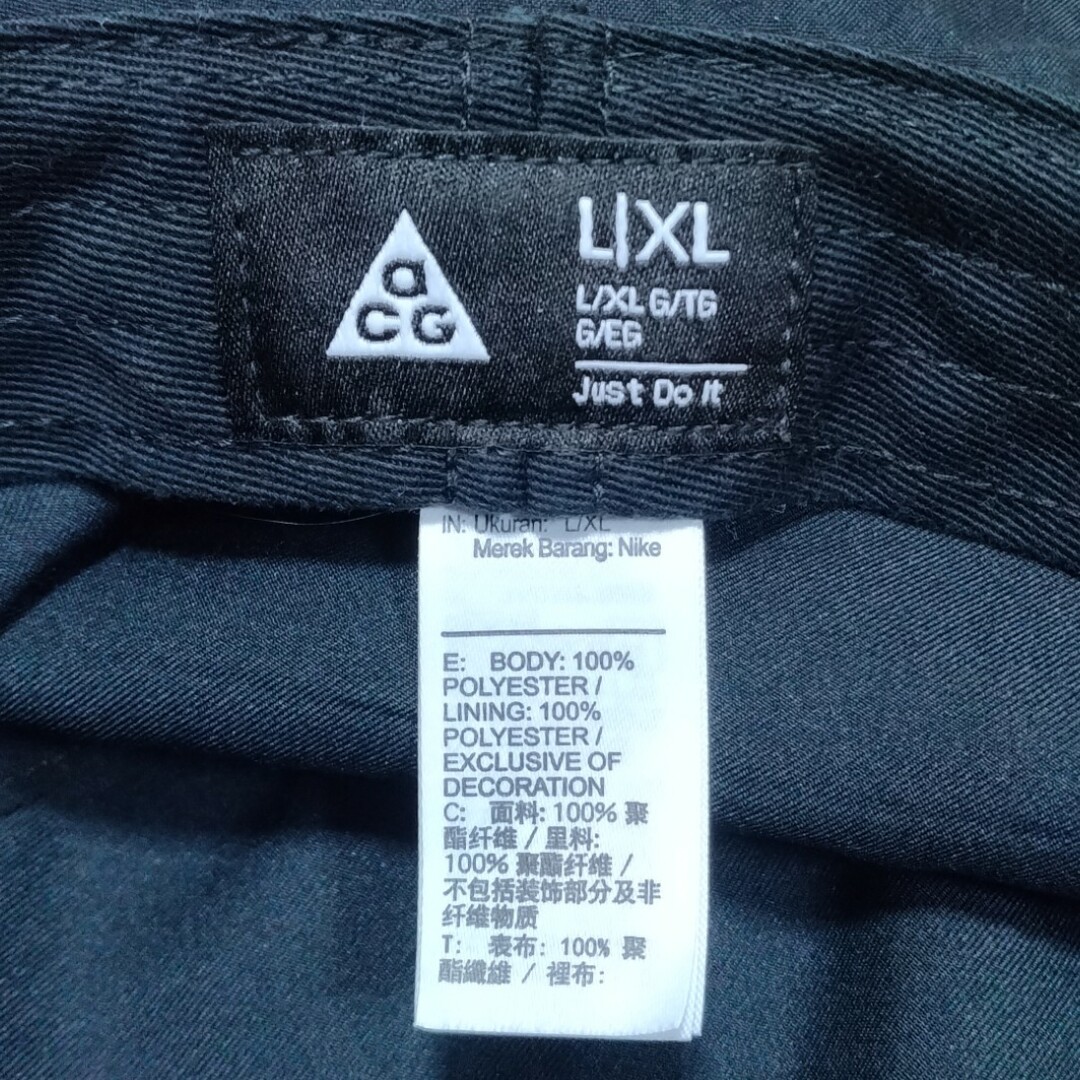 a
CG
L|XL
L/XL G/TG
G/EG
Just Do It
IN: Ukuran: L/XL
Merek Barang: Nike
E: BODY: 100%
POLYESTER /
LINING: 100%
POLYESTER /
EXCLUSIVE OF
DECORATION
C: 面料: 100% 聚
酯纤维 / 里料:
100% 聚酯纤维 /
不包括装饰部分及非
纤维物质
T: 表布: 100% 聚
酯纖維 / 裡布: